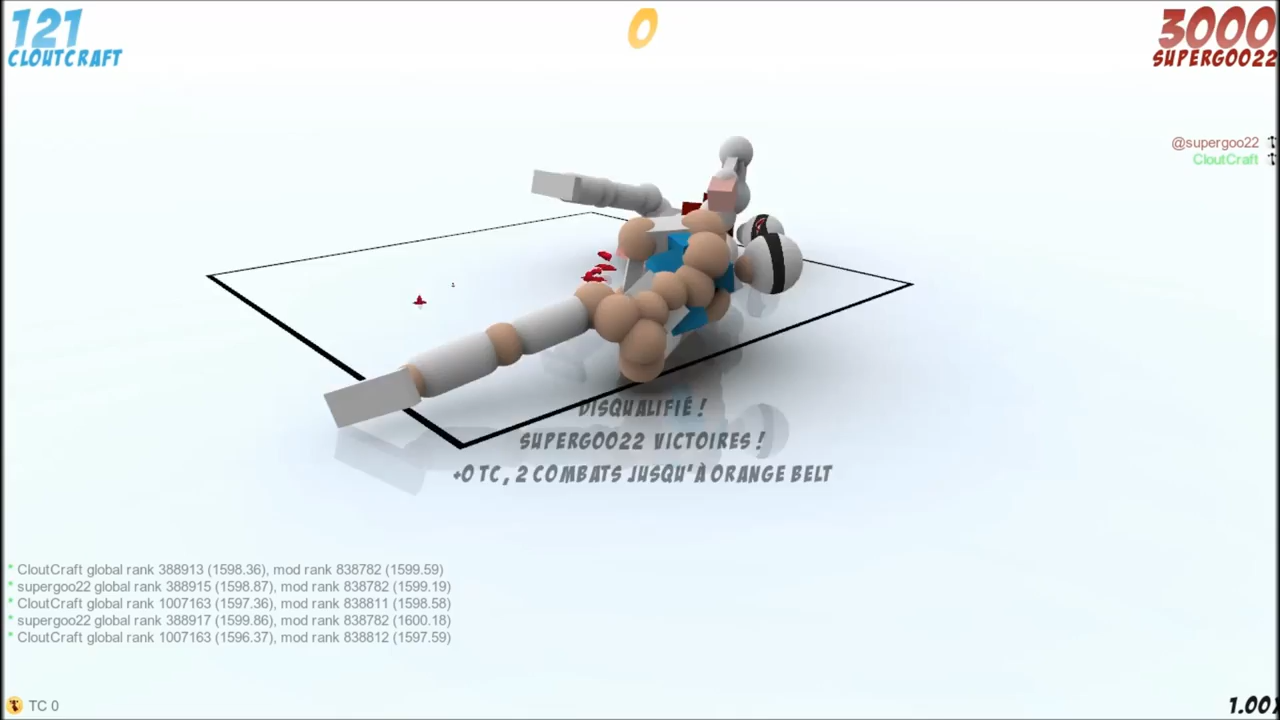 121
CLOUTCRAFT
0
3000
SUPERGOO22
@supergoo22
CloutCraft
DISQUALIFIÉ !
SUPERGOO22 VICTOIRES !
+0 TC, 2 COMBATS JUSQU'À ORANGE BELT
* CloutCraft global rank 388913 (1598.36), mod rank 838782 (1599.59)
* supergoo22 global rank 388915 (1598.87), mod rank 838782 (1599.19)
* CloutCraft global rank 1007163 (1597.36), mod rank 838811 (1598.58)
* supergoo22 global rank 388917 (1599.86), mod rank 838782 (1600.18)
* CloutCraft global rank 1007163 (1596.37), mod rank 838812 (1597.59)
TC 0